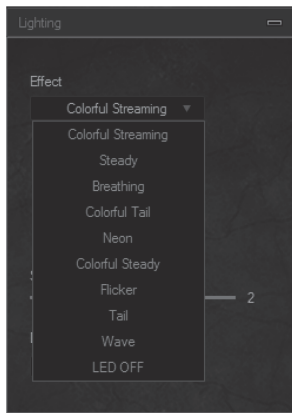 Lighting
Effect
Colorful Streaming
Colorful Streaming
Steady
Breathing
Colorful Tail
Neon
Colorful Steady
Flicker
2
Tail
Wave
LED OFF